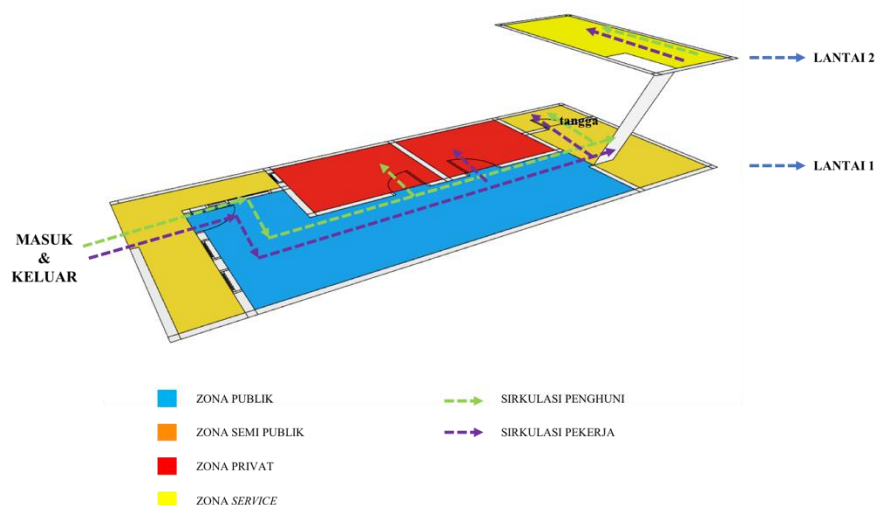 LANTAI 2
tangga
LANTAI 1
MASUK
&
KELUAR
ZONA PUBLIK
SIRKULASI PENGHUNI
ZONA SEMI PUBLIK
SIRKULASI PEKERJA
ZONA PRIVAT
ZONA SERVICE